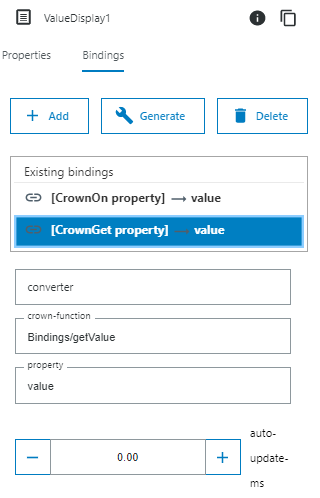 ValueDisplay1
Properties Bindings
Add Generate Delete
Existing bindings
[CrownOn property] → value
[CrownGet property] → value
converter
crown-function
Bindings/getValue
property
value
auto-
0.00 update-
ms